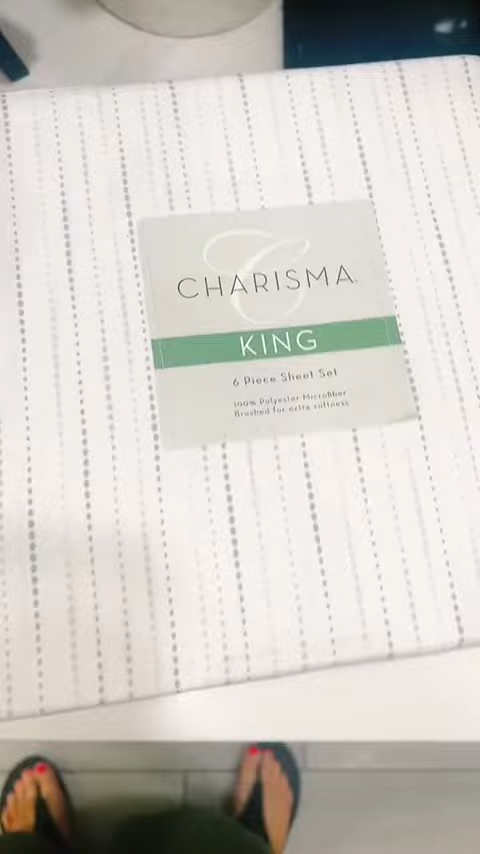 CHARISMA
KING
6 Piece Sheet Set
100% Polyester Microfiber
Brushed for extra softness